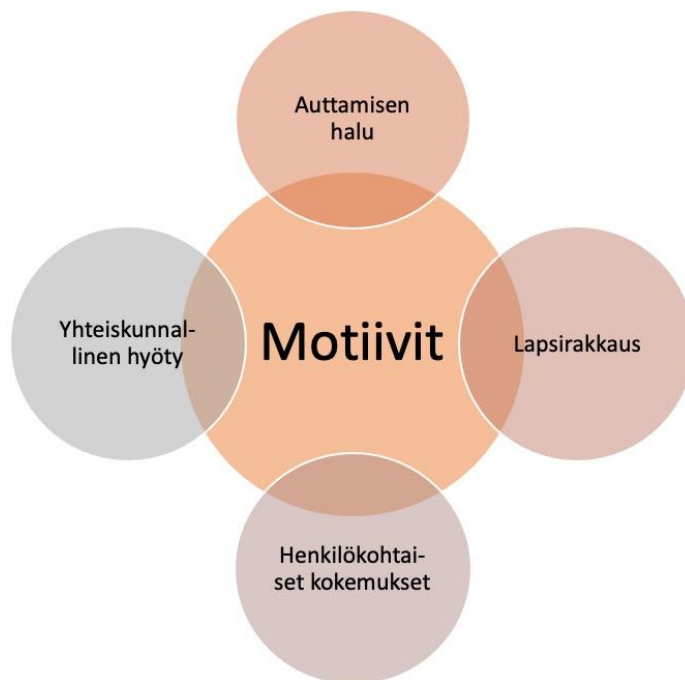 Auttamisen
halu
Yhteiskunnal-
linen hyöty
Motiivit
Lapsirakkaus
Henkilökohtai-
set kokemukset